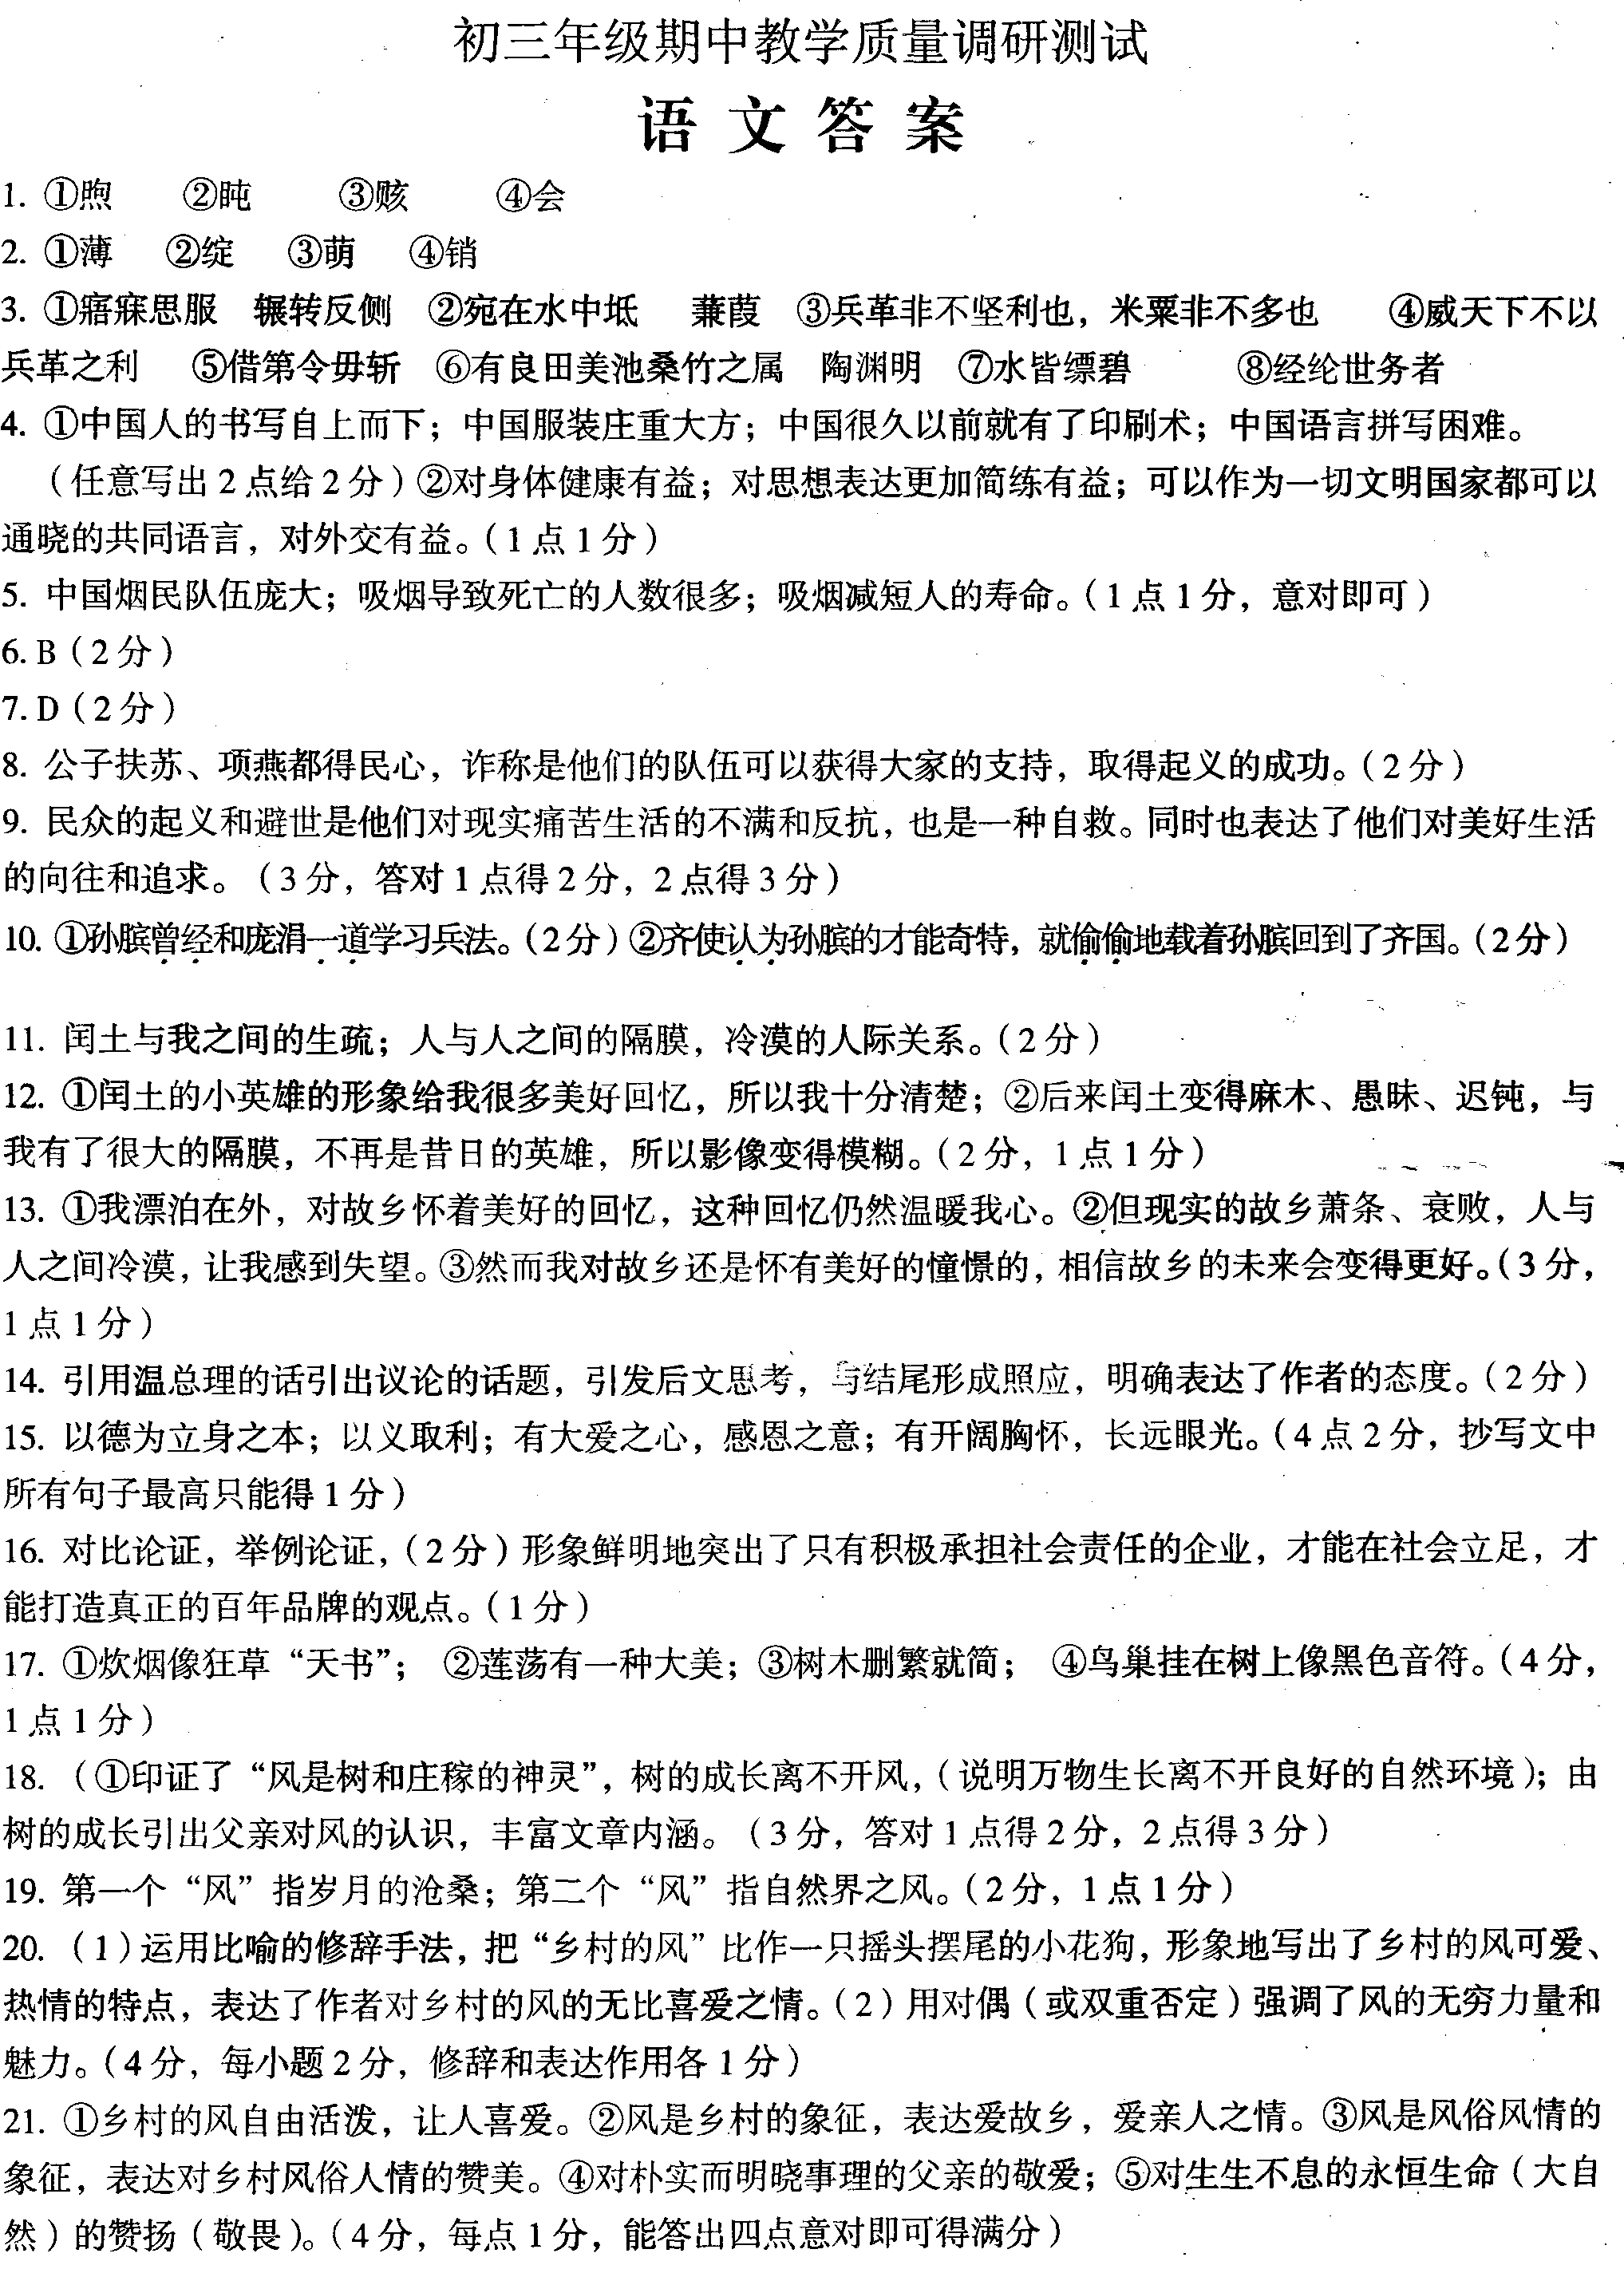 初三年级期中教学质量调研测试
语文答案
1. ①煦 ②盹 ③赅 ④会
2. ①薄 ②绽 ③萌 ④销
3. ①寤寐思服 辗转反侧 ②宛在水中坻 蒹葭 ③兵革非不坚利也，米粟非不多也 ④威天下不以
兵革之利 ⑤借第令毋斩 ⑥有良田美池桑竹之属 陶渊明 ⑦水皆缥碧 ⑧经纶世务者
4. ①中国人的书写自上而下；中国服装庄重大方；中国很久以前就有了印刷术；中国语言拼写困难。
（任意写出2点给2分）②对身体健康有益；对思想表达更加简练有益；可以作为一切文明国家都可以
通晓的共同语言，对外交有益。（1点1分）
5. 中国烟民队伍庞大；吸烟导致死亡的人数很多；吸烟减短人的寿命。（1点1分，意对即可）
6. B（2分）
7. D（2分）
8. 公子扶苏、项燕都得民心，诈称是他们的队伍可以获得大家的支持，取得起义的成功。（2分）
9. 民众的起义和避世是他们对现实痛苦生活的不满和反抗，也是一种自救。同时也表达了他们对美好生活
的向往和追求。（3分，答对1点得2分，2点得3分）
10. ①孙膑曾经和庞涓一道学习兵法。（2分）②齐使认为孙膑的才能奇特，就偷偷地载着孙膑回到了齐国。（2分）
11. 闰土与我之间的生疏；人与人之间的隔膜，冷漠的人际关系。（2分）
12. ①闰土的小英雄的形象给我很多美好回忆，所以我十分清楚；②后来闰土变得麻木、愚昧、迟钝，与
我有了很大的隔膜，不再是昔日的英雄，所以影像变得模糊。（2分，1点1分）
13. ①我漂泊在外，对故乡怀着美好的回忆，这种回忆仍然温暖我心。②但现实的故乡萧条、衰败，人与
人之间冷漠，让我感到失望。③然而我对故乡还是怀有美好的憧憬的，相信故乡的未来会变得更好。（3分，
1点1分）
14. 引用温总理的话引出议论的话题，引发后文思考，与结尾形成照应，明确表达了作者的态度。（2分）
15. 以德为立身之本；以义取利；有大爱之心，感恩之意；有开阔胸怀，长远眼光。（4点2分，抄写文中
所有句子最高只能得1分）
16. 对比论证，举例论证，（2分）形象鲜明地突出了只有积极承担社会责任的企业，才能在社会立足，才
能打造真正的百年品牌的观点。（1分）
17. ①炊烟像狂草“天书”； ②莲荡有一种大美；③树木删繁就简； ④鸟巢挂在树上像黑色音符。（4分，
1点1分）
18. （①印证了“风是树和庄稼的神灵”，树的成长离不开风，（说明万物生长离不开良好的自然环境）；由
树的成长引出父亲对风的认识，丰富文章内涵。（3分，答对1点得2分，2点得3分）
19. 第一个“风”指岁月的沧桑；第二个“风”指自然界之风。（2分，1点1分）
20. （1）运用比喻的修辞手法，把“乡村的风”比作一只摇头摆尾的小花狗，形象地写出了乡村的风可爱、
热情的特点，表达了作者对乡村的风的无比喜爱之情。（2）用对偶（或双重否定）强调了风的无穷力量和
魅力。（4分，每小题2分，修辞和表达作用各1分）
21. ①乡村的风自由活泼，让人喜爱。②风是乡村的象征，表达爱故乡，爱亲人之情。③风是风俗风情的
象征，表达对乡村风俗人情的赞美。④对朴实而明晓事理的父亲的敬爱；⑤对生生不息的永恒生命（大自
然）的赞扬（敬畏）。（4分，每点1分，能答出四点意对即可得满分）